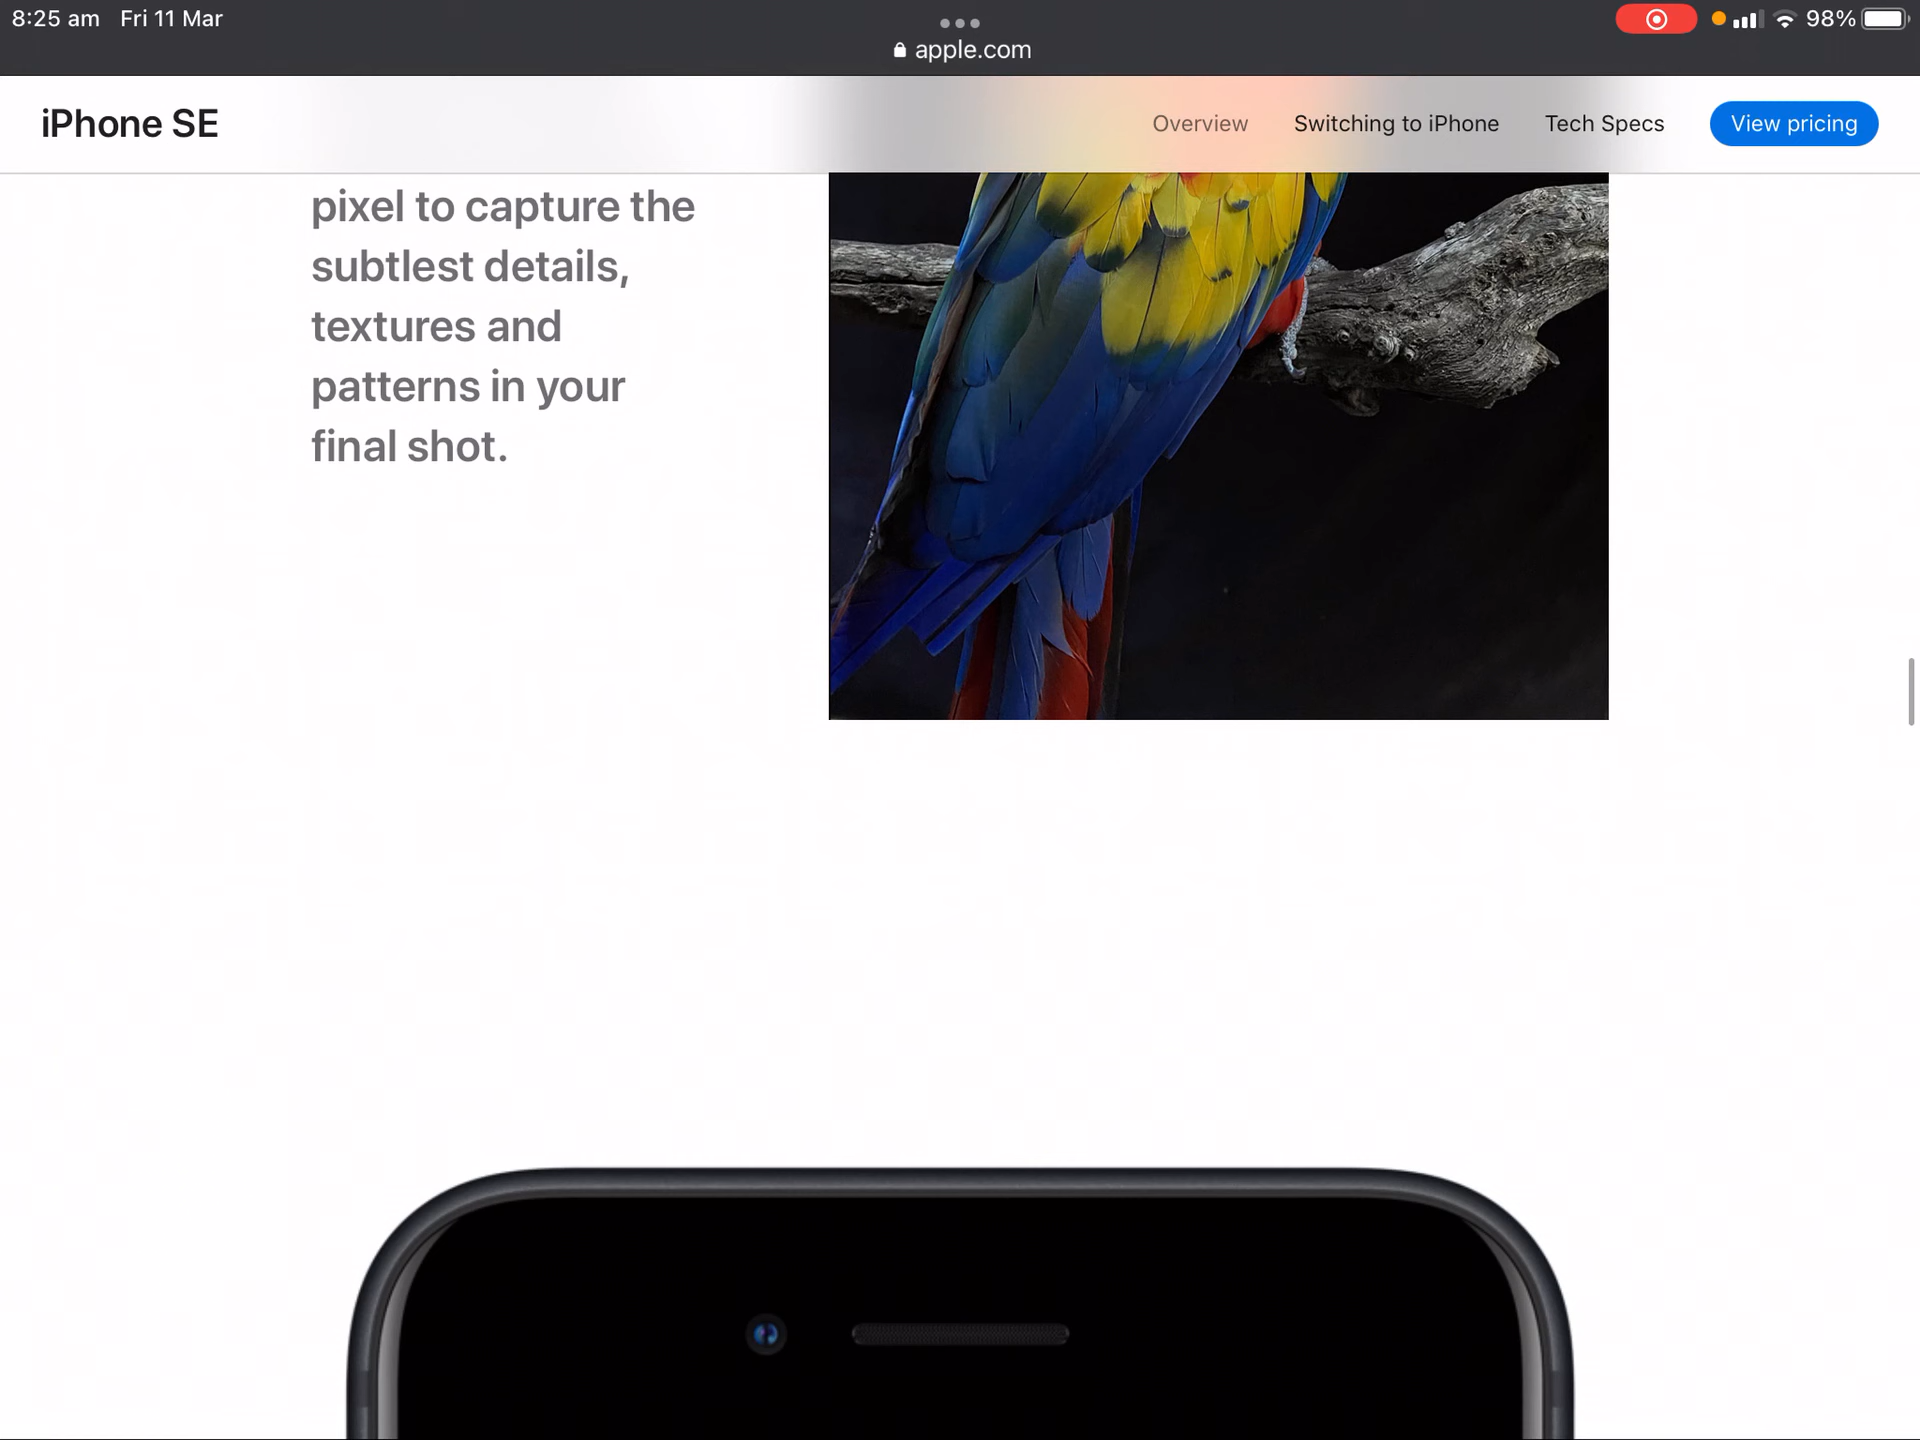 8:25 am Fri 11 Mar
98%
apple.com
iPhone SE
Overview Switching to iPhone Tech Specs View pricing
pixel to capture the
subtlest details,
textures and
patterns in your
final shot.